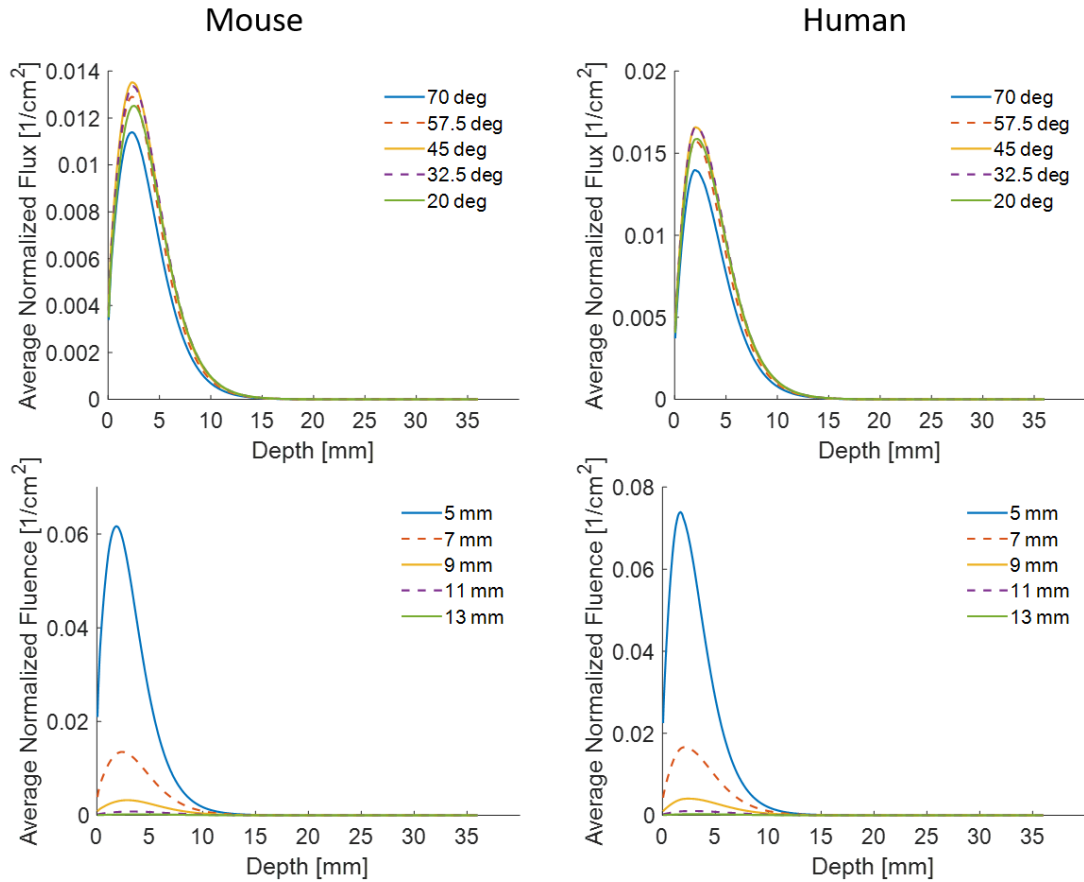 Mouse
Human
Average Normalized Flux [1/cm²]
0.014
0.012
0.01
0.008
0.006
0.004
0.002
0
70 deg
57.5 deg
45 deg
32.5 deg
20 deg
0 5 10 15 20 25 30 35
Depth [mm]
Average Normalized Flux [1/cm²]
0.02
0.015
0.01
0.005
0
70 deg
57.5 deg
45 deg
32.5 deg
20 deg
0 5 10 15 20 25 30 35
Depth [mm]
Average Normalized Fluence [1/cm²]
0.06
0.04
0.02
0
5 mm
7 mm
9 mm
11 mm
13 mm
0 5 10 15 20 25 30 35
Depth [mm]
Average Normalized Fluence [1/cm²]
0.08
0.06
0.04
0.02
0
5 mm
7 mm
9 mm
11 mm
13 mm
0 5 10 15 20 25 30 35
Depth [mm]